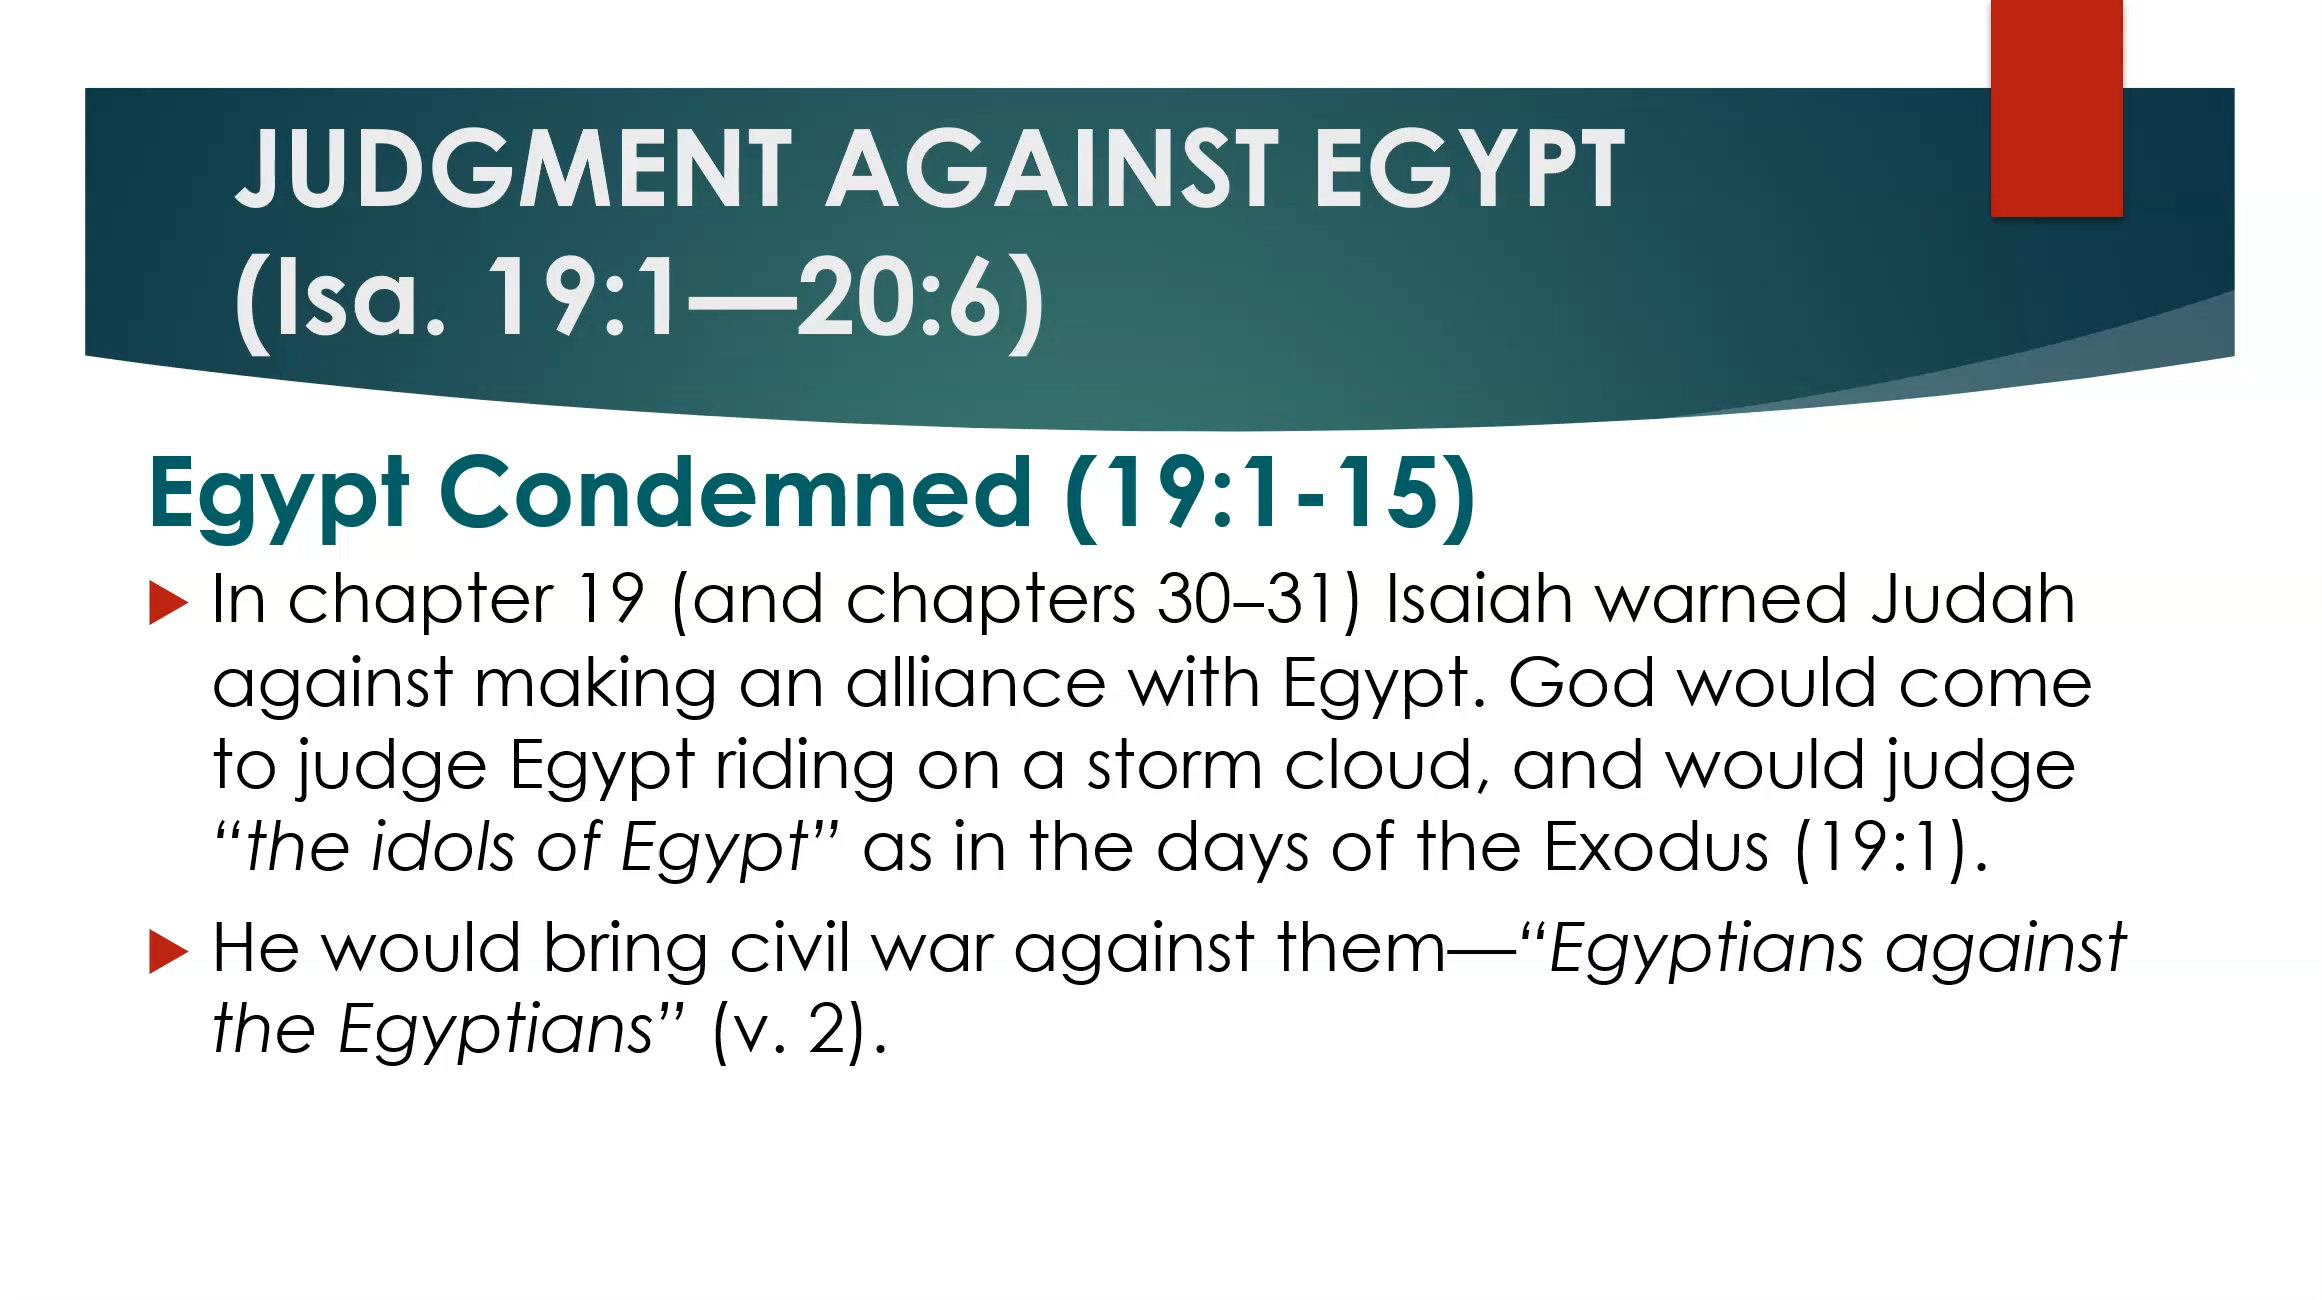 JUDGMENT AGAINST EGYPT
(Isa. 19:1—20:6)
Egypt Condemned (19:1-15)
In chapter 19 (and chapters 30–31) Isaiah warned Judah
against making an alliance with Egypt. God would come
to judge Egypt riding on a storm cloud, and would judge
“the idols of Egypt” as in the days of the Exodus (19:1).
He would bring civil war against them—“Egyptians against
the Egyptians” (v. 2).